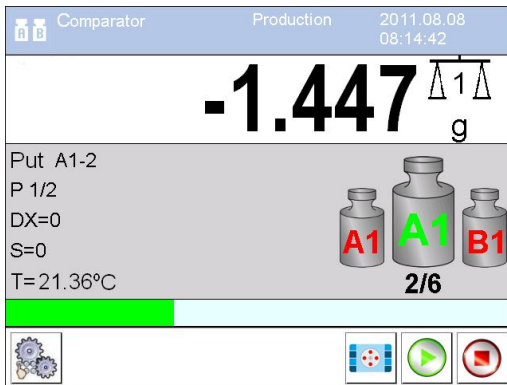 A B Comparator Production 2011.08.08
08:14:42
-1.447 1 g
Put A1-2
P 1/2
DX=0
S=0
T=21.36°C
A1 A1 B1
2/6